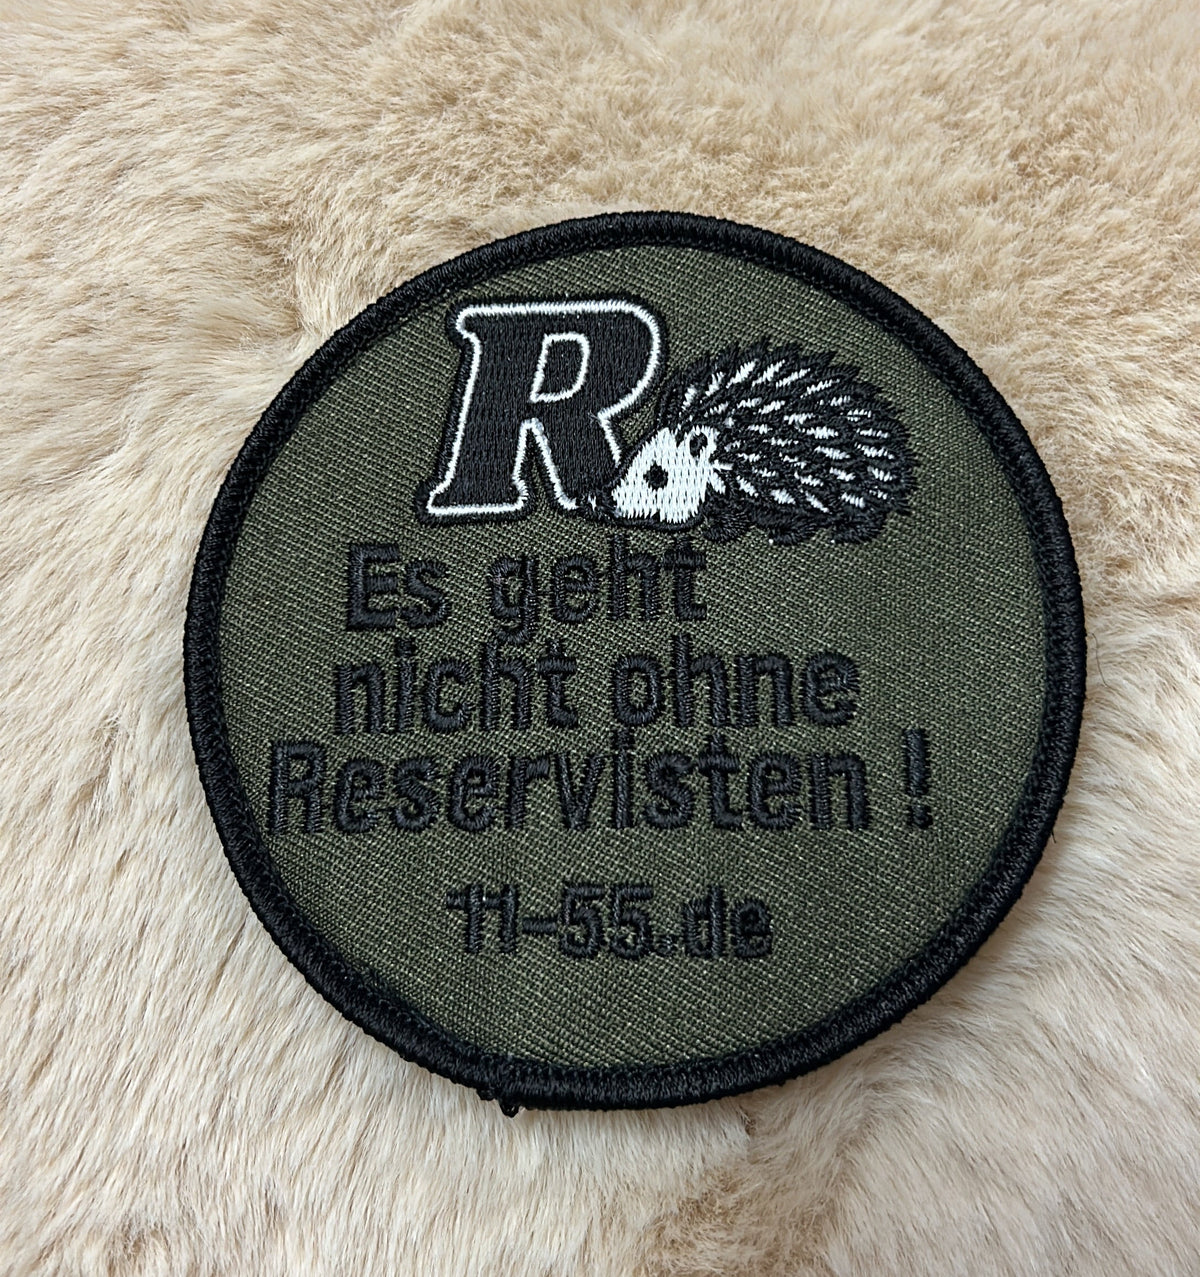 R
Es geht
nicht ohne
Reservisten !
11-55.de